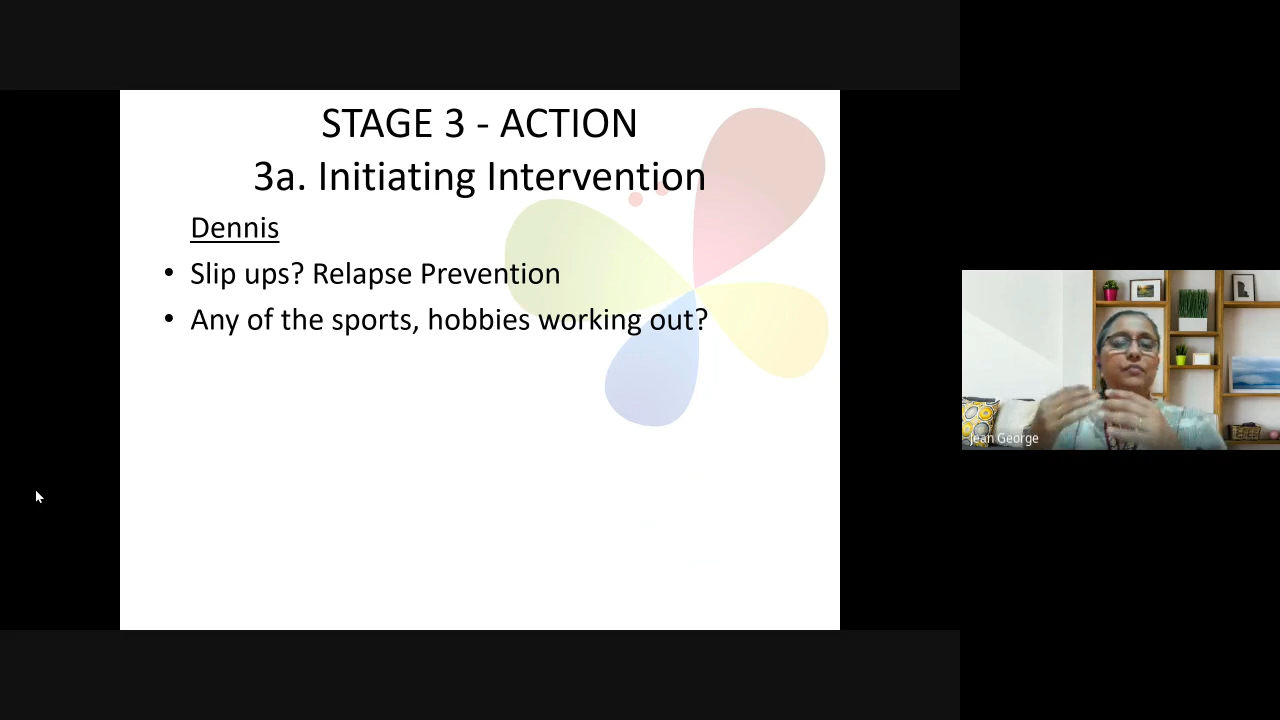 STAGE 3 - ACTION
3a. Initiating Intervention
Dennis
• Slip ups? Relapse Prevention
• Any of the sports, hobbies working out?
Jean George